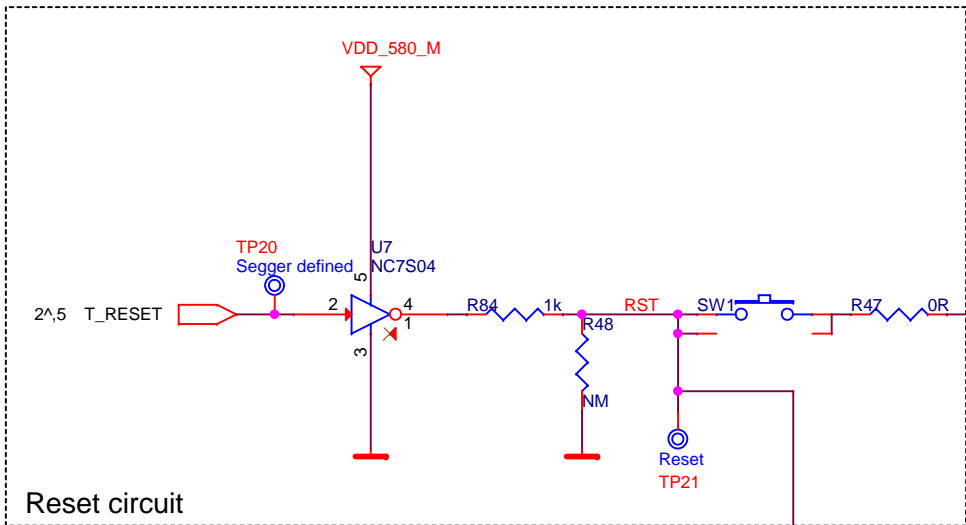 VDD_580_M
TP20
Segger defined
U7
NC7S04
5
2^,5 T_RESET
2
4
1
3
R84 1k
RST
SW1
R47 0R
R48
NM
Reset
TP21
Reset circuit